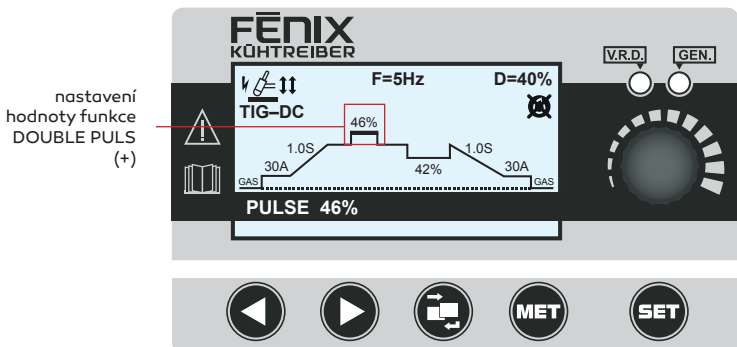 FĒNIX
KÜHTREIBER
V.R.D.
GEN.
nastavení
hodnoty funkce
DOUBLE PULS
(+)
F=5Hz
D=40%
TIG–DC
46%
1.0S
1.0S
30A
42%
30A
GAS
GAS
PULSE 46%
MET
SET